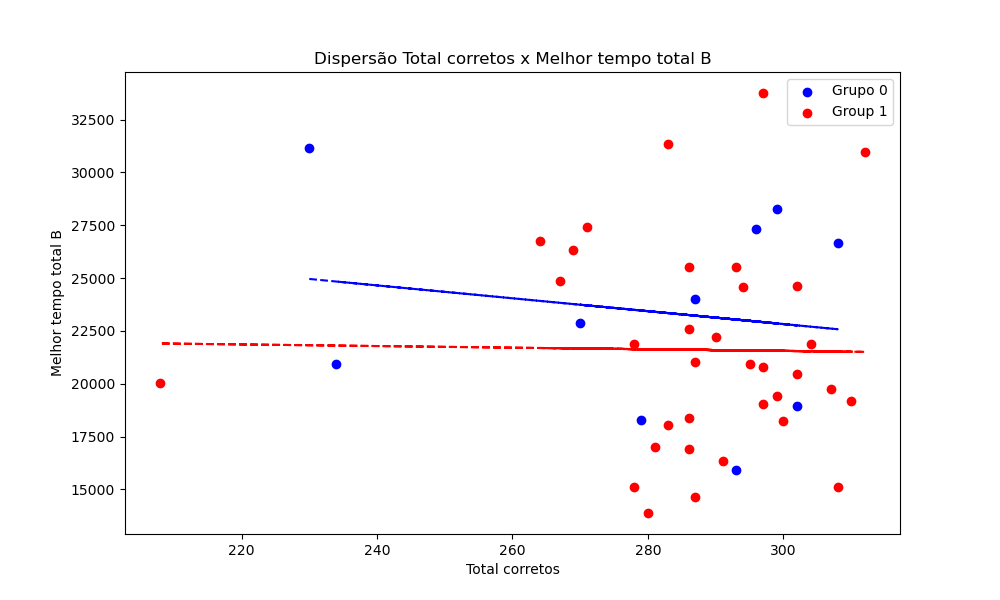 Dispersão Total corretos x Melhor tempo total B
Grupo 0
Group 1
Melhor tempo total B
32500
30000
27500
25000
22500
20000
17500
15000
220
240
260
280
300
Total corretos